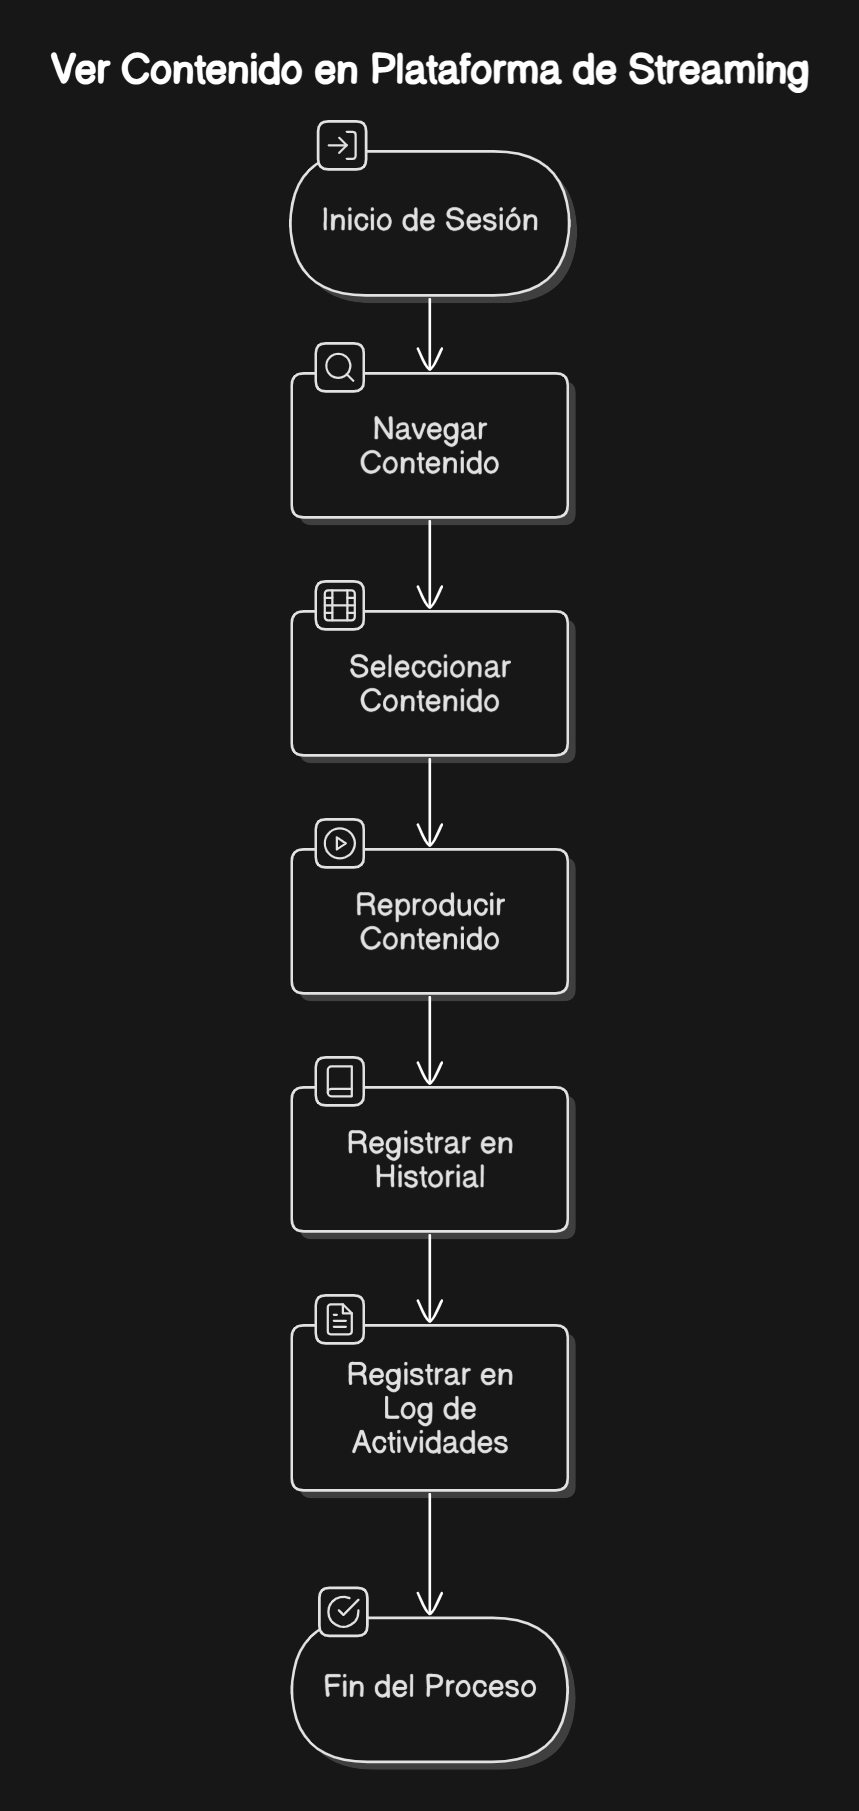 Ver Contenido en Plataforma de Streaming
Inicio de Sesión
Navegar
Contenido
Seleccionar
Contenido
Reproducir
Contenido
Registrar en
Historial
Registrar en
Log de
Actividades
Fin del Proceso